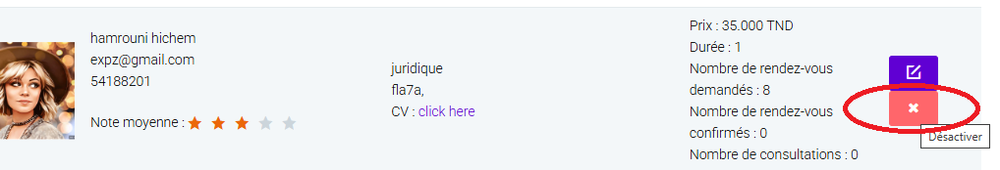 hamrouni hichem
expz@gmail.com
54188201
Note moyenne :
juridique
fla7a,
CV : click here
Prix : 35.000 TND
Durée : 1
Nombre de rendez-vous
demandés : 8
Nombre de rendez-vous
confirmés : 0
Nombre de consultations : 0
Désactiver